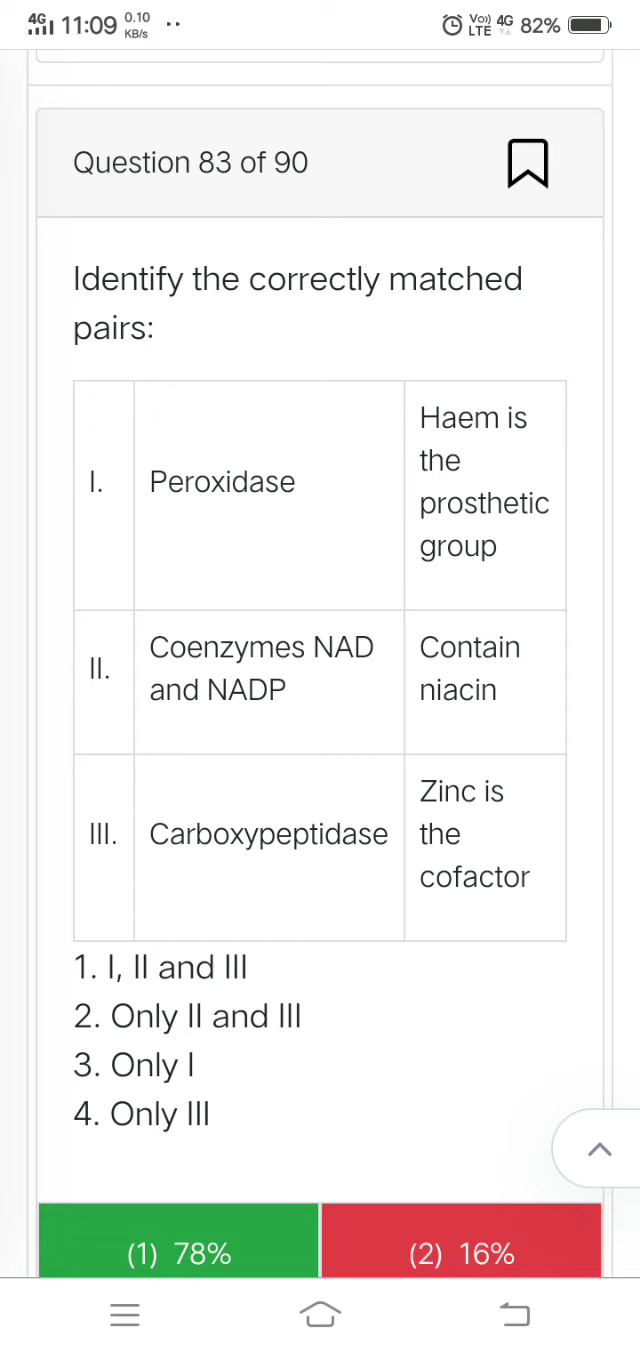 4G 11:09 0.10 KB/s ··
Vo)) LTE 4G 82%
Question 83 of 90
Identify the correctly matched
pairs:
I. Peroxidase
Haem is
the
prosthetic
group
II.
Coenzymes NAD
and NADP
Contain
niacin
III. Carboxypeptidase
Zinc is
the
cofactor
1. I, II and III
2. Only II and III
3. Only I
4. Only III
(1) 78%
(2) 16%